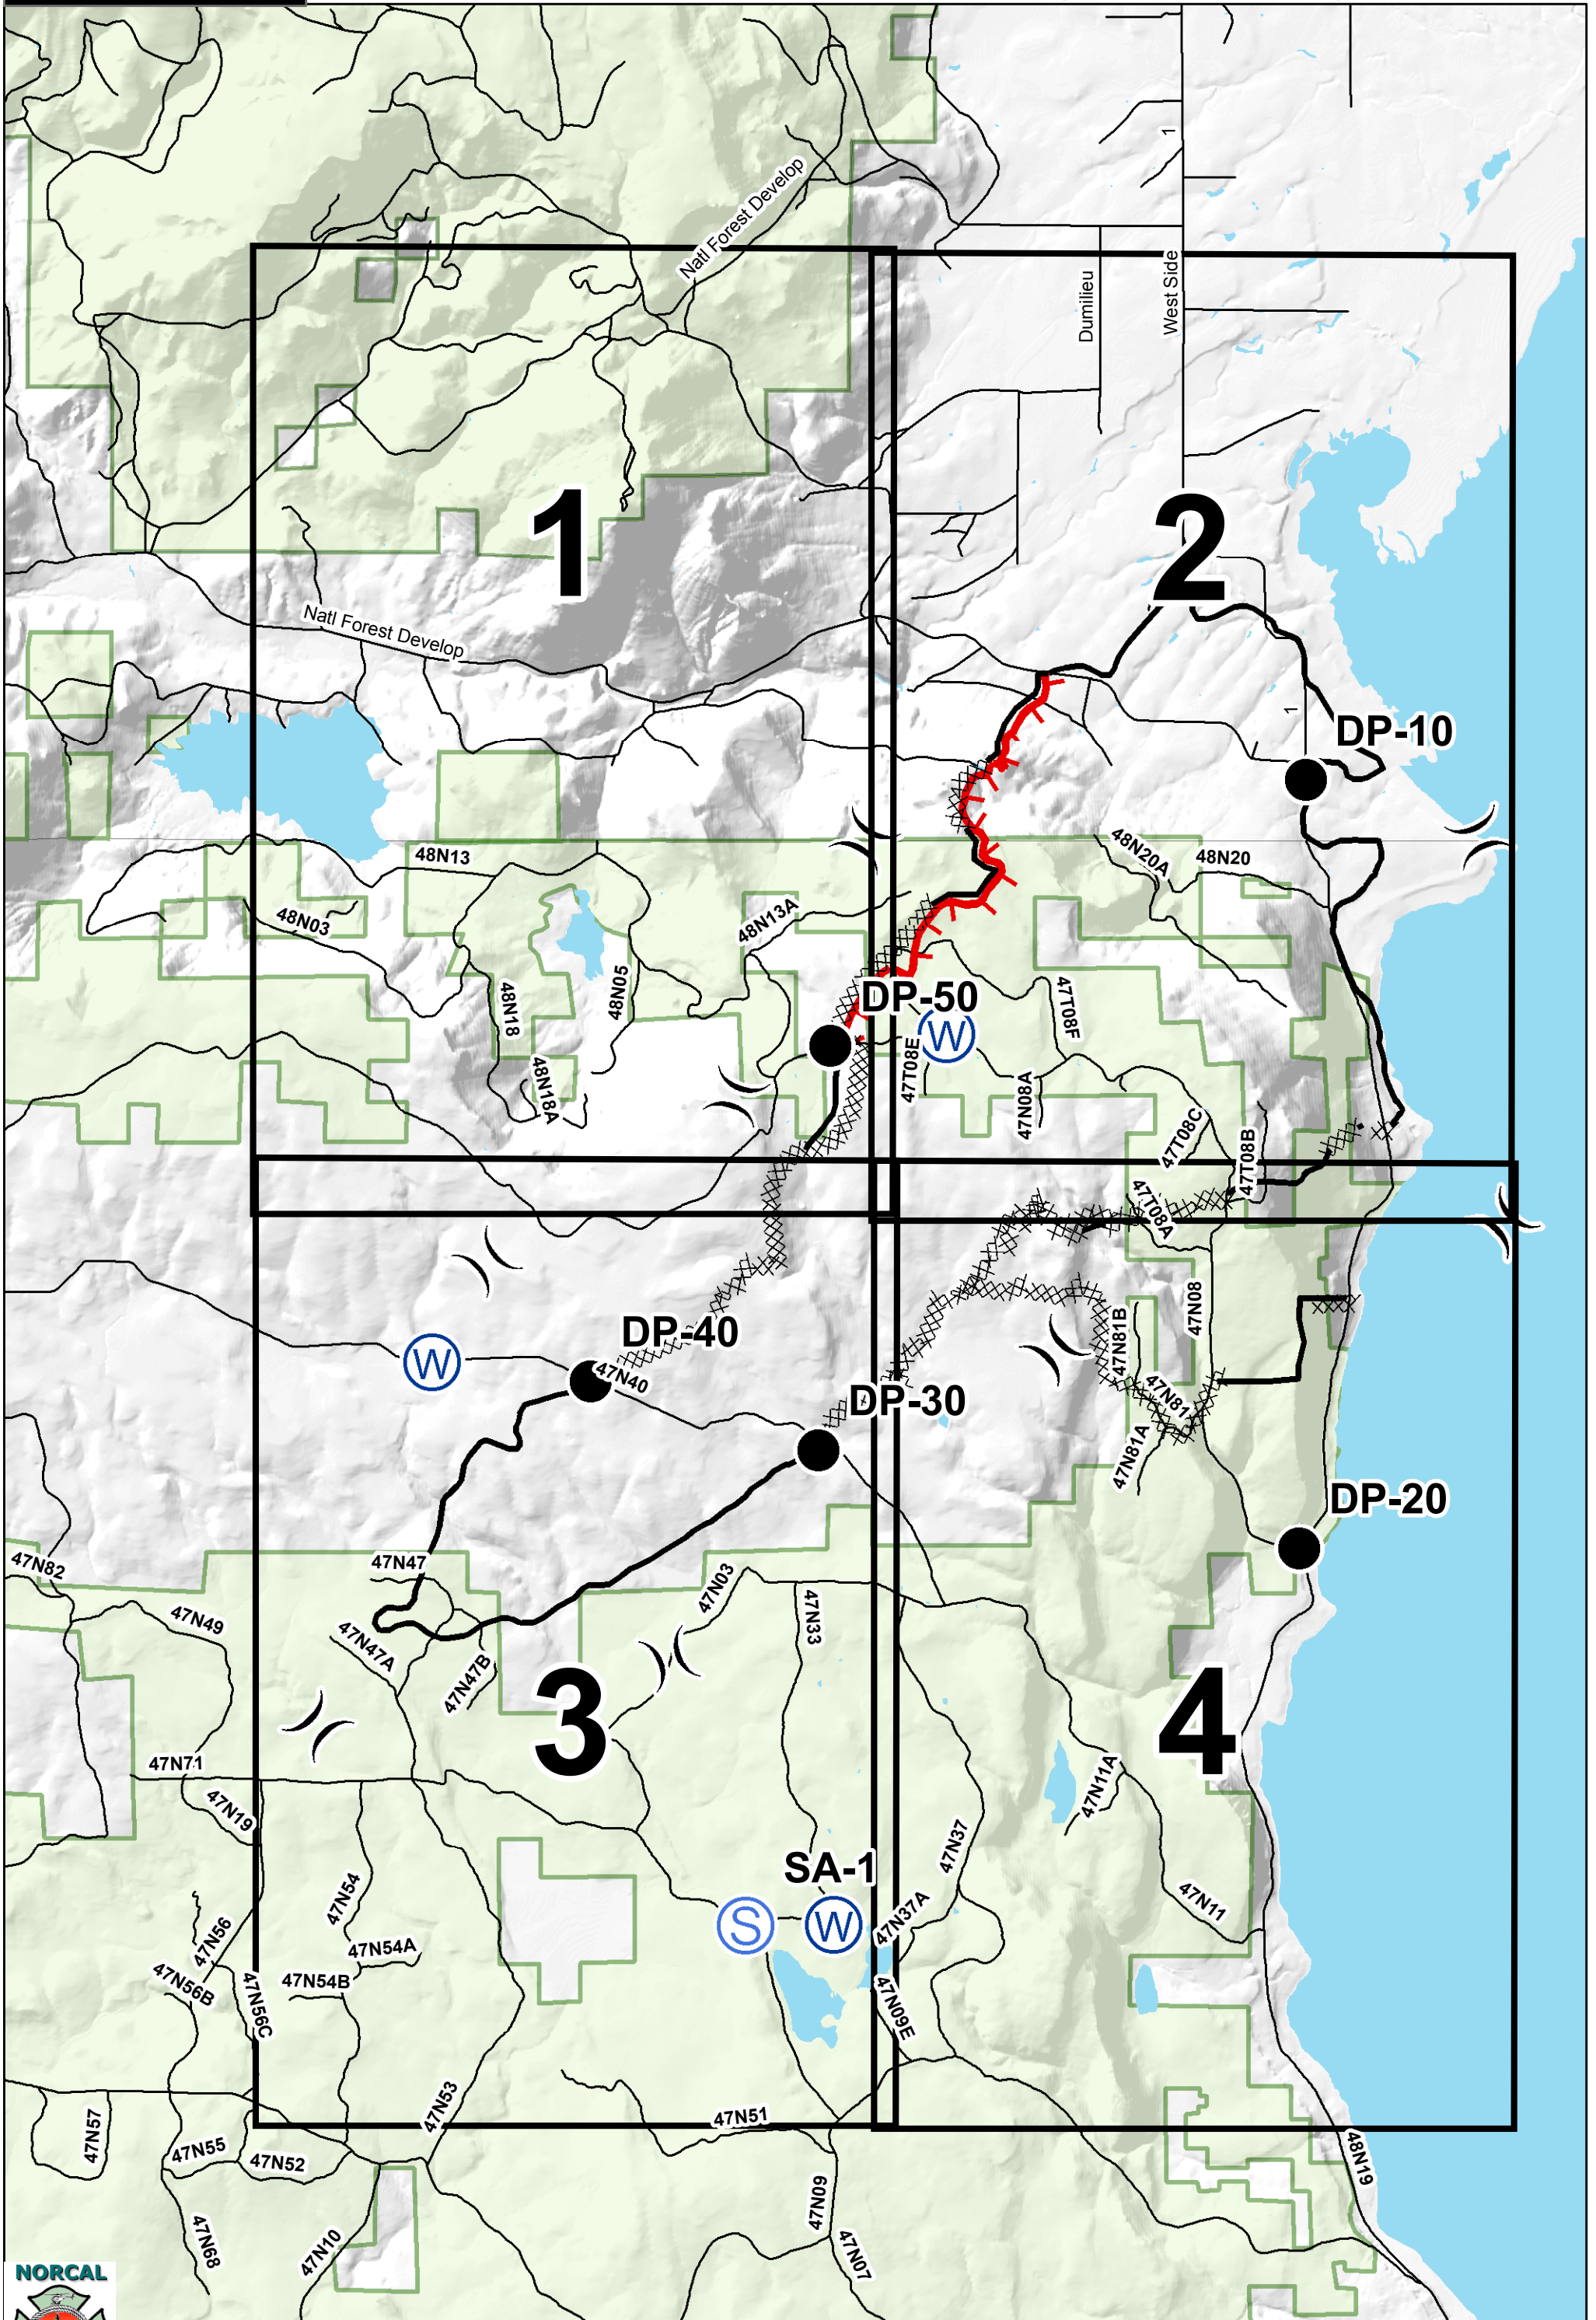 Natl Forest Develop
1
Dumilieu
West Side
1
2
Natl Forest Develop
1
DP-10
48N13
48N20A
48N20
48N03
48N13A
48N18
48N05
DP-50
W
47T08F
47T08E
48N18A
47N08A
47T08C
47T08B
47T08A
47N08
DP-40
W
47N40
47N81B
DP-30
47N81
47N81A
DP-20
47N82
47N47
47N03
47N33
47N49
47N47A
47N47B
3
4
47N71
47N19
47N11A
47N37
SA-1
S
W
47N54
47N11
47N37A
47N56
47N54A
47N56B
47N54B
47N56C
47N09E
47N57
47N53
47N51
47N55
47N52
48N19
47N68
47N10
47N09
47N07
NORCAL